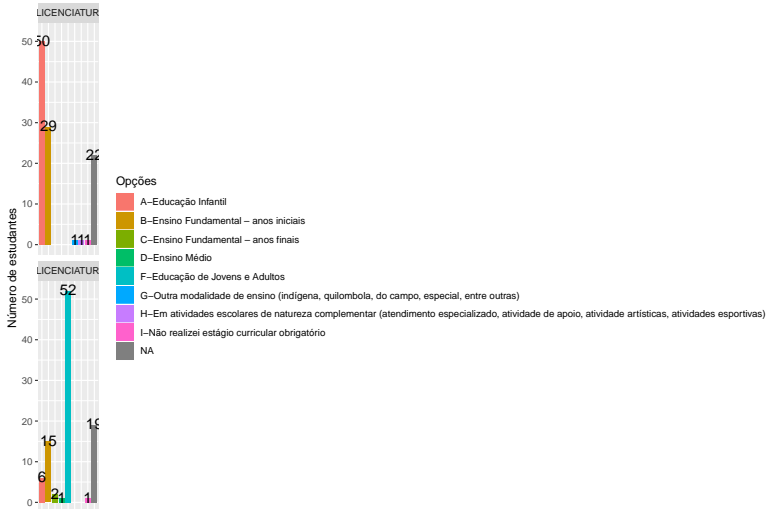 LICENCIATUR
50
40
30
20
10
0
50
29
1
1
1
22
LICENCIATUR
50
40
30
20
10
0
6
15
2
1
52
1
19
Número de estudantes
Opções
A–Educação Infantil
B–Ensino Fundamental – anos iniciais
C–Ensino Fundamental – anos finais
D–Ensino Médio
F–Educação de Jovens e Adultos
G–Outra modalidade de ensino (indígena, quilombola, do campo, especial, entre outras)
H–Em atividades escolares de natureza complementar (atendimento especializado, atividade de apoio, atividade artísticas, atividades esportivas)
I–Não realizei estágio curricular obrigatório
NA